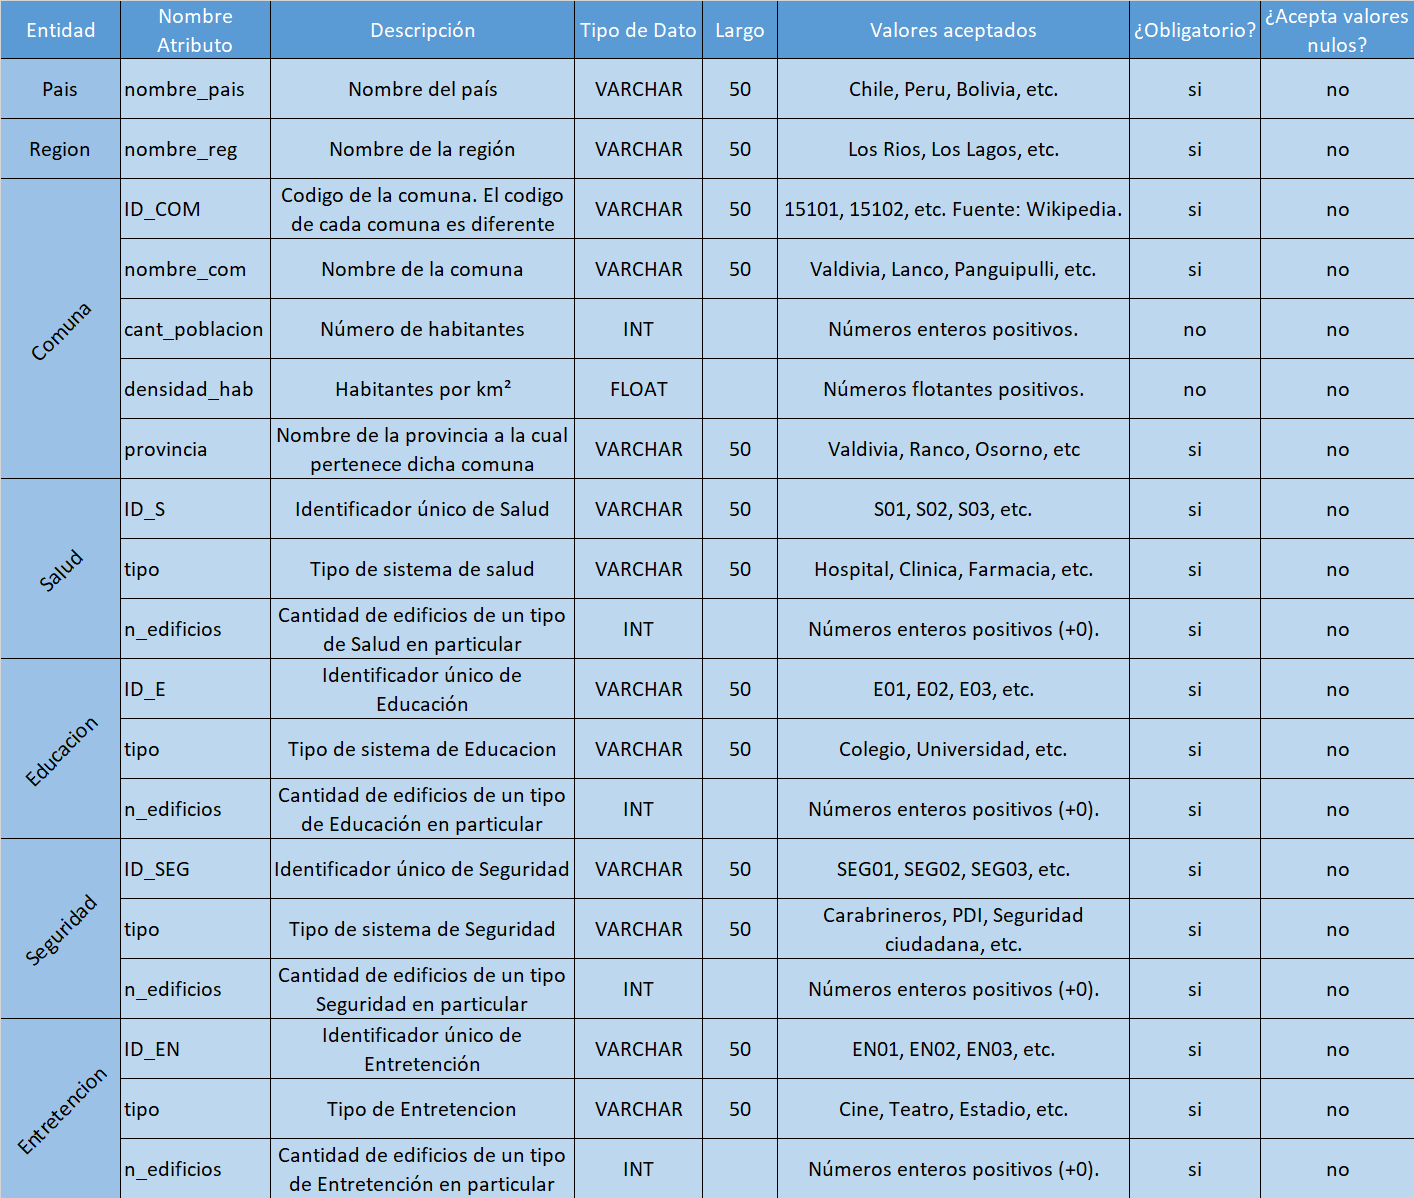 Entidad
Nombre
Atributo
Descripción
Tipo de Dato
Largo
Valores aceptados
¿Obligatorio?
¿Acepta valores
nulos?
Pais
nombre_pais
Nombre del país
VARCHAR
50
Chile, Peru, Bolivia, etc.
si
no
Region
nombre_reg
Nombre de la región
VARCHAR
50
Los Rios, Los Lagos, etc.
si
no
Comuna
ID_COM
Codigo de la comuna. El codigo
de cada comuna es diferente
VARCHAR
50
15101, 15102, etc. Fuente: Wikipedia.
si
no
nombre_com
Nombre de la comuna
VARCHAR
50
Valdivia, Lanco, Panguipulli, etc.
si
no
cant_poblacion
Número de habitantes
INT
Números enteros positivos.
no
no
densidad_hab
Habitantes por km²
FLOAT
Números flotantes positivos.
no
no
provincia
Nombre de la provincia a la cual
pertenece dicha comuna
VARCHAR
50
Valdivia, Ranco, Osorno, etc
si
no
Salud
ID_S
Identificador único de Salud
VARCHAR
50
S01, S02, S03, etc.
si
no
tipo
Tipo de sistema de salud
VARCHAR
50
Hospital, Clinica, Farmacia, etc.
si
no
n_edificios
Cantidad de edificios de un tipo
de Salud en particular
INT
Números enteros positivos (+0).
si
no
Educacion
ID_E
Identificador único de
Educación
VARCHAR
50
E01, E02, E03, etc.
si
no
tipo
Tipo de sistema de Educacion
VARCHAR
50
Colegio, Universidad, etc.
si
no
n_edificios
Cantidad de edificios de un tipo
de Educación en particular
INT
Números enteros positivos (+0).
si
no
Seguridad
ID_SEG
Identificador único de Seguridad
VARCHAR
50
SEG01, SEG02, SEG03, etc.
si
no
tipo
Tipo de sistema de Seguridad
VARCHAR
50
Carabrineros, PDI, Seguridad
ciudadana, etc.
si
no
n_edificios
Cantidad de edificios de un tipo
Seguridad en particular
INT
Números enteros positivos (+0).
si
no
Entretencion
ID_EN
Identificador único de
Entretención
VARCHAR
50
EN01, EN02, EN03, etc.
si
no
tipo
Tipo de Entretencion
VARCHAR
50
Cine, Teatro, Estadio, etc.
si
no
n_edificios
Cantidad de edificios de un tipo
de Entretención en particular
INT
Números enteros positivos (+0).
si
no